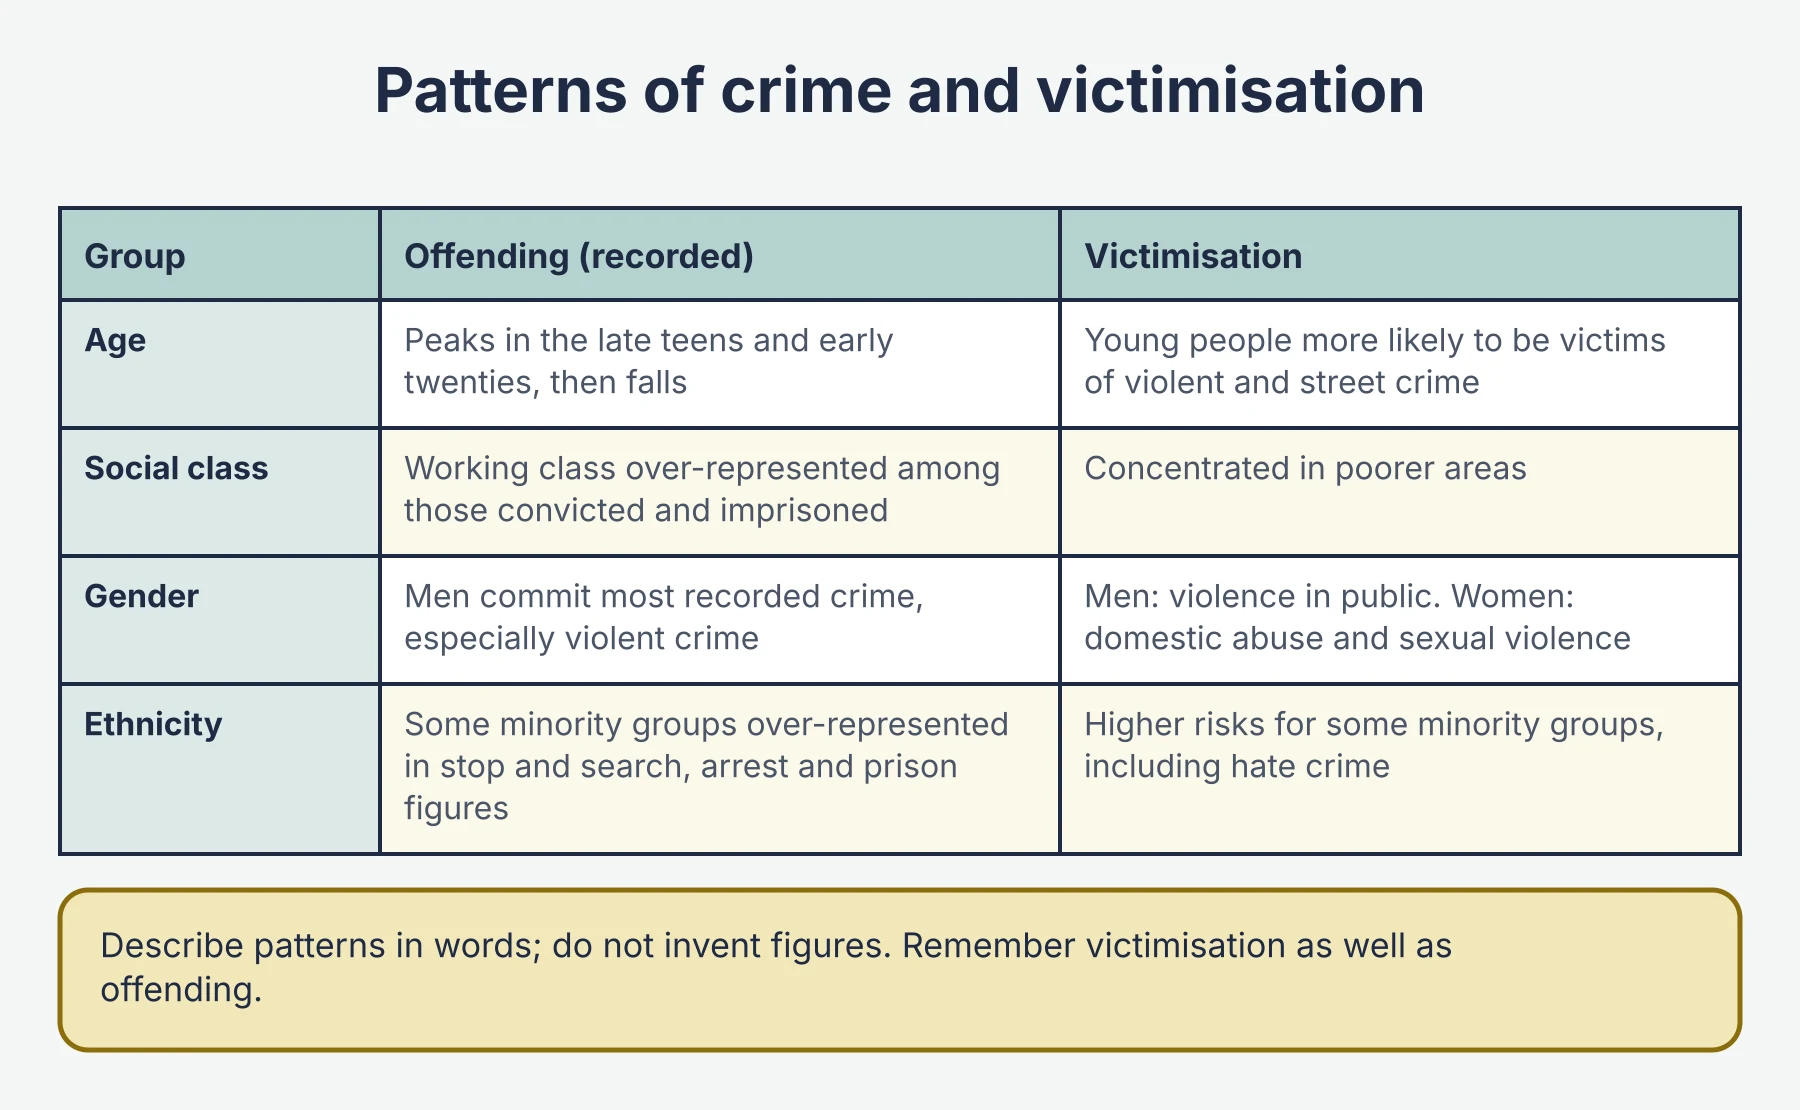 Patterns of crime and victimisation
Group
Offending (recorded)
Victimisation
Age
Peaks in the late teens and early
twenties, then falls
Young people more likely to be victims
of violent and street crime
Social class
Working class over-represented among
those convicted and imprisoned
Concentrated in poorer areas
Gender
Men commit most recorded crime,
especially violent crime
Men: violence in public. Women:
domestic abuse and sexual violence
Ethnicity
Some minority groups over-represented
in stop and search, arrest and prison
figures
Higher risks for some minority groups,
including hate crime
Describe patterns in words; do not invent figures. Remember victimisation as well as
offending.